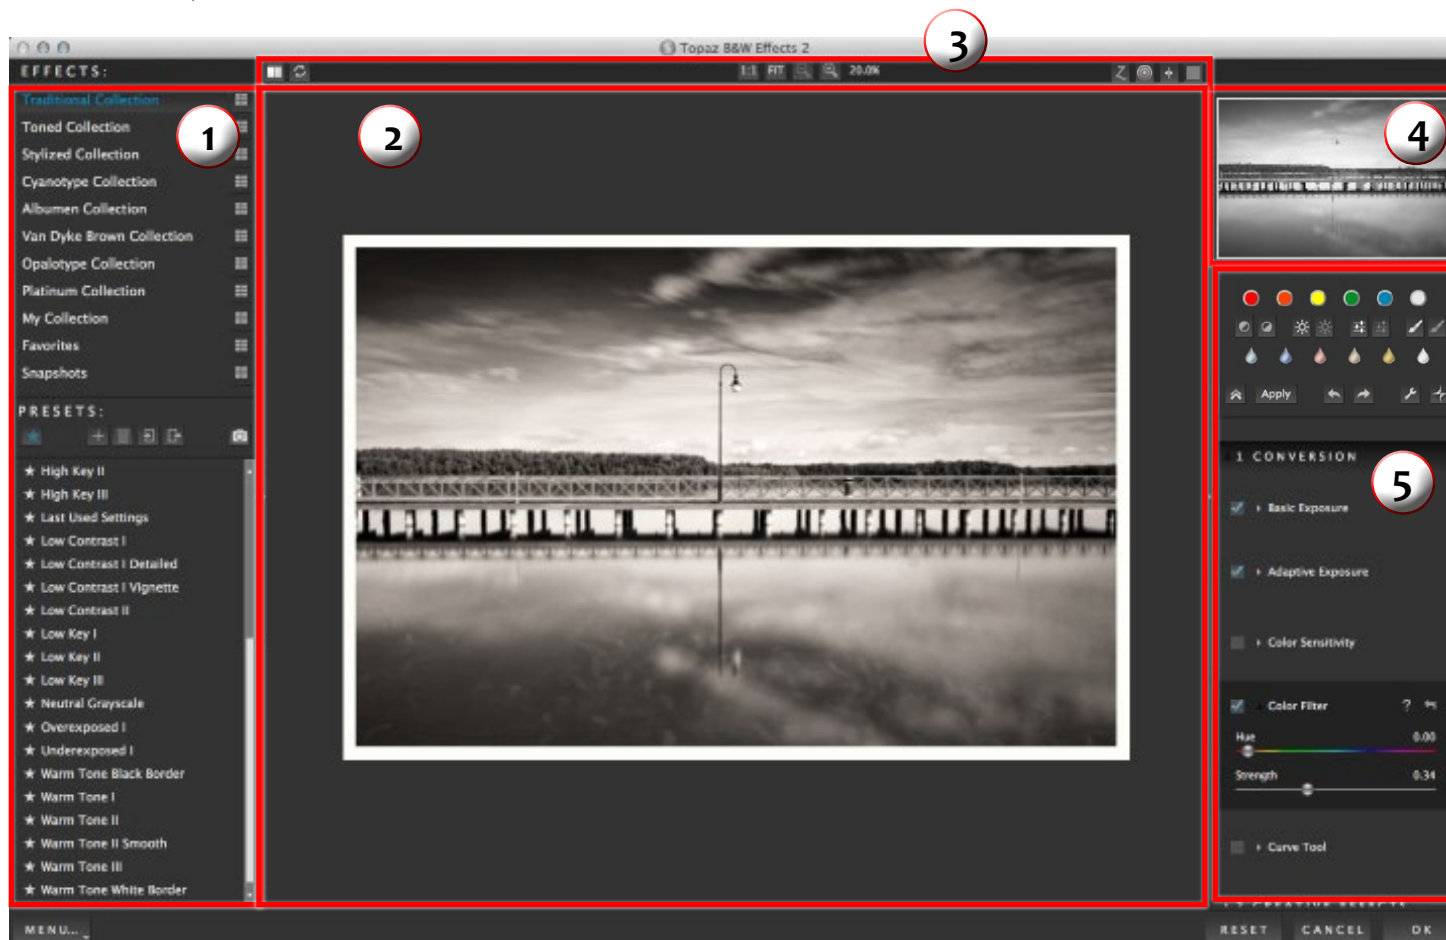 Topaz B&W Effects 2
3
EFFECTS:
1:1 FIT 20.0%
Traditional Collection
Toned Collection
Stylized Collection
Cyanotype Collection
Albumen Collection
Van Dyke Brown Collection
Opalotype Collection
Platinum Collection
My Collection
Favorites
Snapshots
1
2
4
PRESETS:
High Key II
High Key III
Last Used Settings
Low Contrast I
Low Contrast I Detailed
Low Contrast I Vignette
Low Contrast II
Low Key I
Low Key II
Low Key III
Neutral Grayscale
Overexposed I
Underexposed I
Warm Tone Black Border
Warm Tone I
Warm Tone II
Warm Tone II Smooth
Warm Tone III
Warm Tone White Border
MENU...
Apply
1 CONVERSION
5
Basic Exposure
Adaptive Exposure
Color Sensitivity
Color Filter ?
Hue 0.00
Strength 0.34
Curve Tool
RESET CANCEL OK